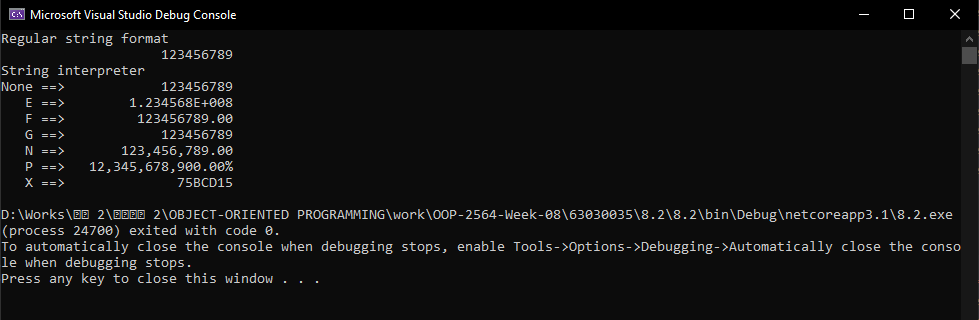 Microsoft Visual Studio Debug Console
Regular string format
                    123456789
String interpreter
None ==>            123456789
   E ==>        1.234568E+008
   F ==>         123456789.00
   G ==>            123456789
   N ==>       123,456,789.00
   P ==>   12,345,678,900.00%
   X ==>              75BCD15
D:\Works\ 2\ 2\OBJECT-ORIENTED PROGRAMMING\work\OOP-2564-Week-08\63030035\8.2\8.2\bin\Debug\netcoreapp3.1\8.2.exe
(process 24700) exited with code 0.
To automatically close the console when debugging stops, enable Tools->Options->Debugging->Automatically close the conso
le when debugging stops.
Press any key to close this window . . .